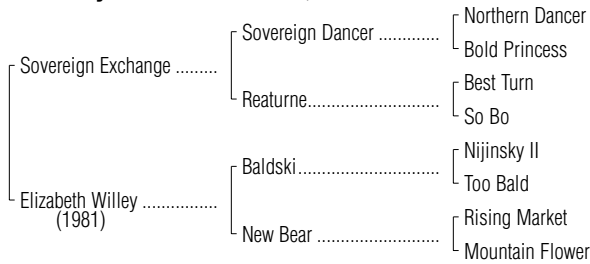 Northern Dancer
Sovereign Dancer .............
Bold Princess
Sovereign Exchange .........
Best Turn
Reaturne............................
So Bo
Nijinsky II
Baldski..............................
Too Bald
Elizabeth Willey ................
(1981)
Rising Market
New Bear ..........................
Mountain Flower